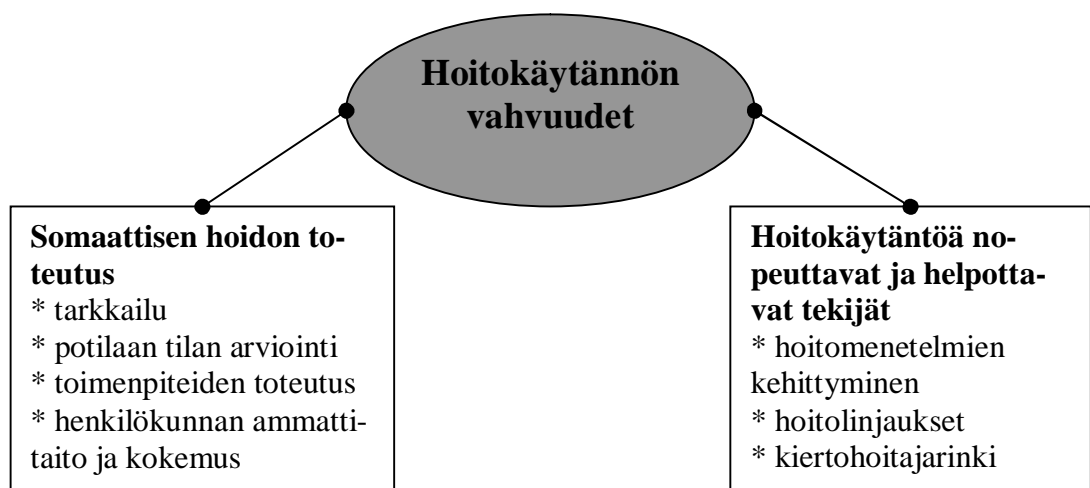 Hoitokäytännön
vahvuudet
Somaattisen hoidon to-
teutus
* tarkkailu
* potilaan tilan arviointi
* toimenpiteiden toteutus
* henkilökunnan ammatti-
taito ja kokemus
Hoitokäytäntöä no-
peuttavat ja helpotta-
vat tekijät
* hoitomenetelmien
kehittyminen
* hoitolinjaukset
* kiertohoitajarinki